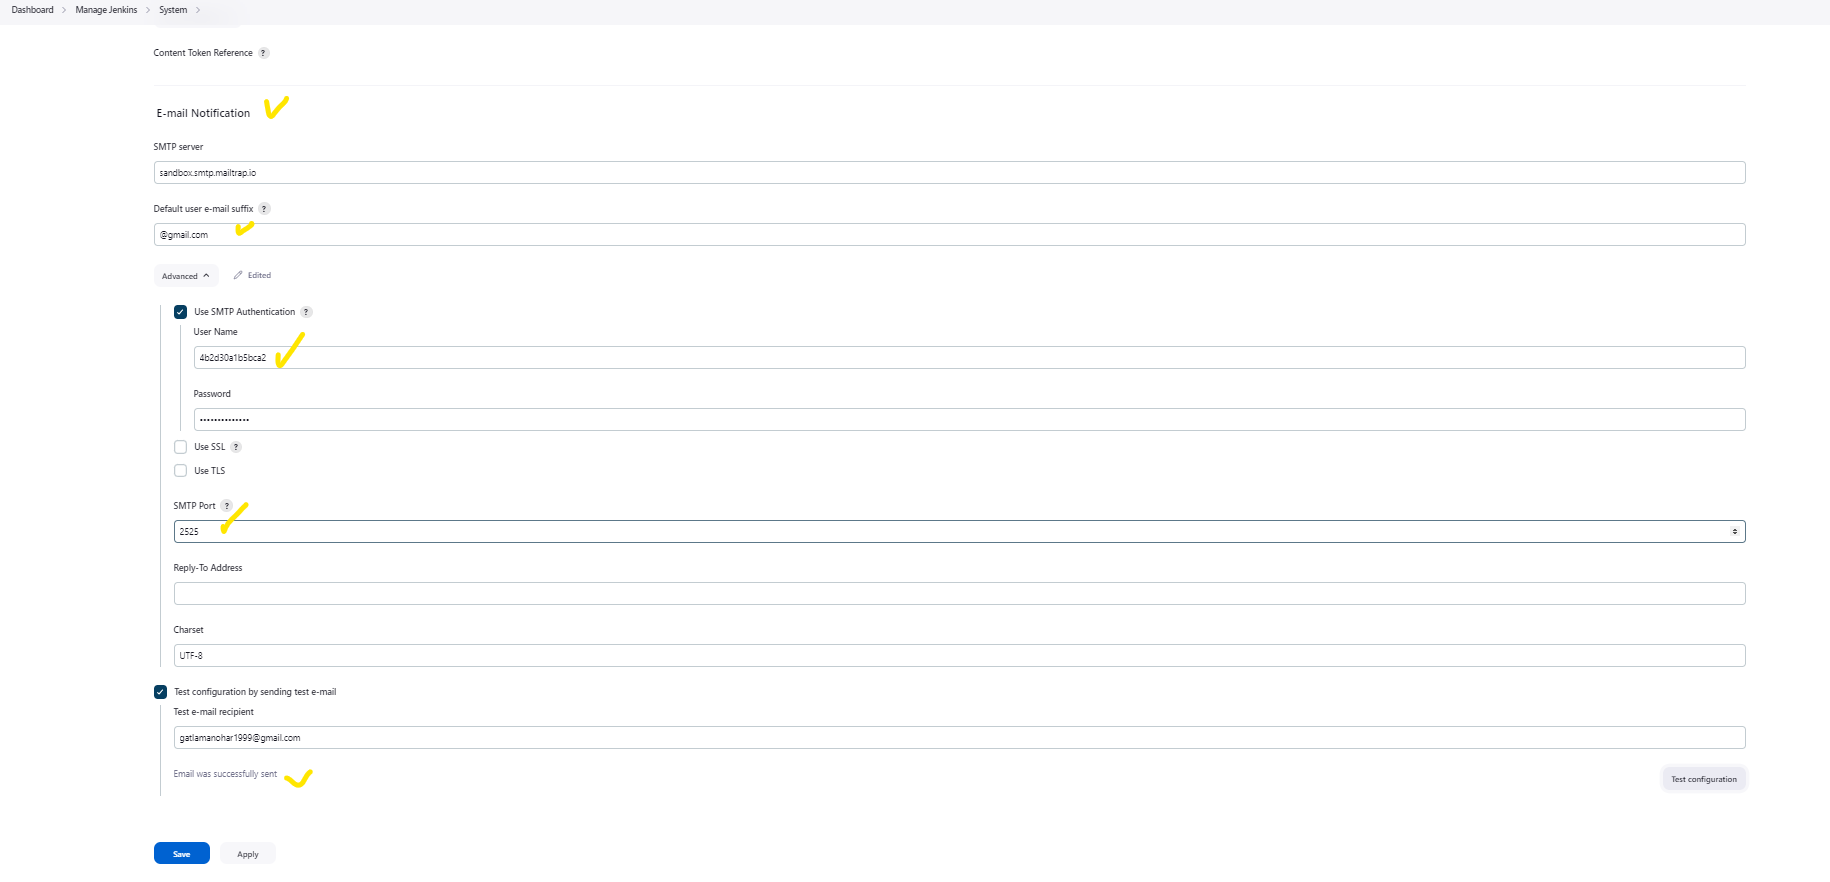 Dashboard > Manage Jenkins > System >
Content Token Reference ?
E-mail Notification
SMTP server
sandbox.smtp.mailtrap.io
Default user e-mail suffix ?
@gmail.com
Advanced Edited
Use SMTP Authentication ?
User Name
4b2d30a1b5bca2
Password
••••••••••••••
Use SSL ?
Use TLS
SMTP Port ?
2525
Reply-To Address
Charset
UTF-8
Test configuration by sending test e-mail
Test e-mail recipient
gatlamanohar1999@gmail.com
Email was successfully sent
Test configuration
Save Apply